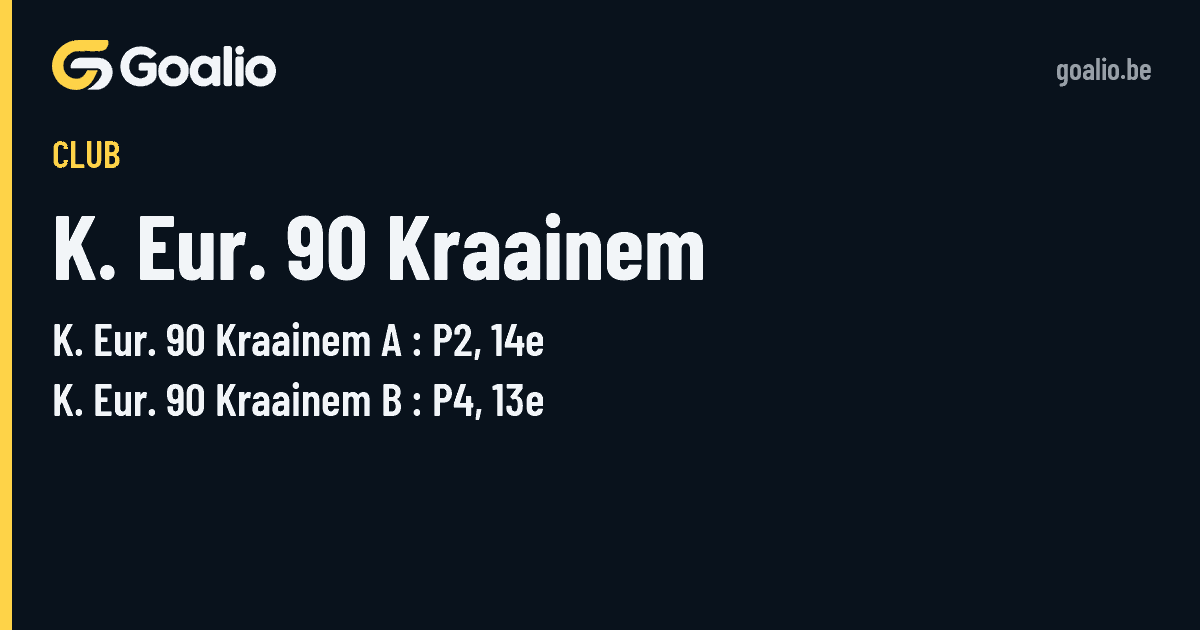 Goalio
goalio.be
CLUB
K. Eur. 90 Kraainem
K. Eur. 90 Kraainem A : P2, 14e
K. Eur. 90 Kraainem B : P4, 13e